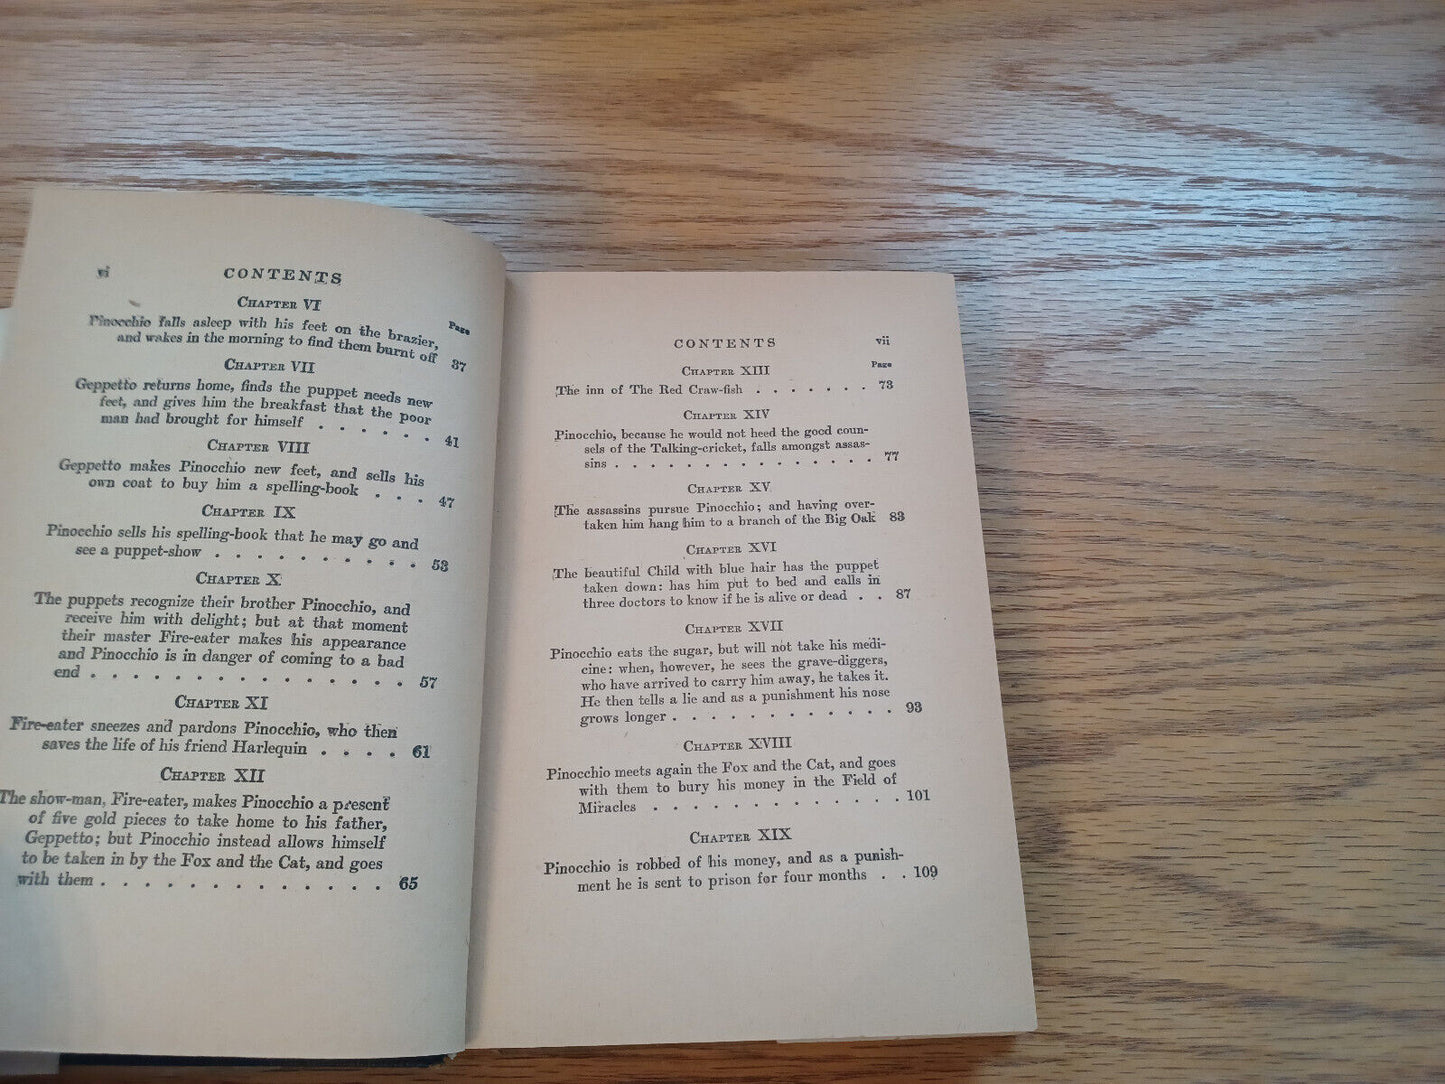 vi
CONTENTS
CHAPTER VI
Page
Pinocchio falls asleep with his feet on the brazier,
and wakes in the morning to find them burnt off 37
CHAPTER VII
Geppetto returns home, finds the puppet needs new
feet, and gives him the breakfast that the poor
man had brought for himself . . . . . . 41
CHAPTER VIII
Geppetto makes Pinocchio new feet, and sells his
own coat to buy him a spelling-book . . . 47
CHAPTER IX
Pinocchio sells his spelling-book that he may go and
see a puppet-show . . . . . . . . . . 53
CHAPTER X
The puppets recognize their brother Pinocchio, and
receive him with delight; but at that moment
their master Fire-eater makes his appearance
and Pinocchio is in danger of coming to a bad
end . . . . . . . . . . . . . . 57
CHAPTER XI
Fire-eater sneezes and pardons Pinocchio, who then
saves the life of his friend Harlequin . . . . 61
CHAPTER XII
The show-man, Fire-eater, makes Pinocchio a present
of five gold pieces to take home to his father,
Geppetto; but Pinocchio instead allows himself
to be taken in by the Fox and the Cat, and goes
with them . . . . . . . . . . . . . 65
CONTENTS
vii
CHAPTER XIII
Page
The inn of The Red Craw-fish . . . . . . . 73
CHAPTER XIV
Pinocchio, because he would not heed the good coun-
sels of the Talking-cricket, falls amongst assas-
sins . . . . . . . . . . . . . . . 77
CHAPTER XV
The assassins pursue Pinocchio; and having over-
taken him hang him to a branch of the Big Oak 83
CHAPTER XVI
The beautiful Child with blue hair has the puppet
taken down: has him put to bed and calls in
three doctors to know if he is alive or dead . . 87
CHAPTER XVII
Pinocchio eats the sugar, but will not take his medi-
cine: when, however, he sees the grave-diggers,
who have arrived to carry him away, he takes it.
He then tells a lie and as a punishment his nose
grows longer . . . . . . . . . . . . 93
CHAPTER XVIII
Pinocchio meets again the Fox and the Cat, and goes
with them to bury his money in the Field of
Miracles . . . . . . . . . . . . . 101
CHAPTER XIX
Pinocchio is robbed of his money, and as a punish-
ment he is sent to prison for four months . . 109